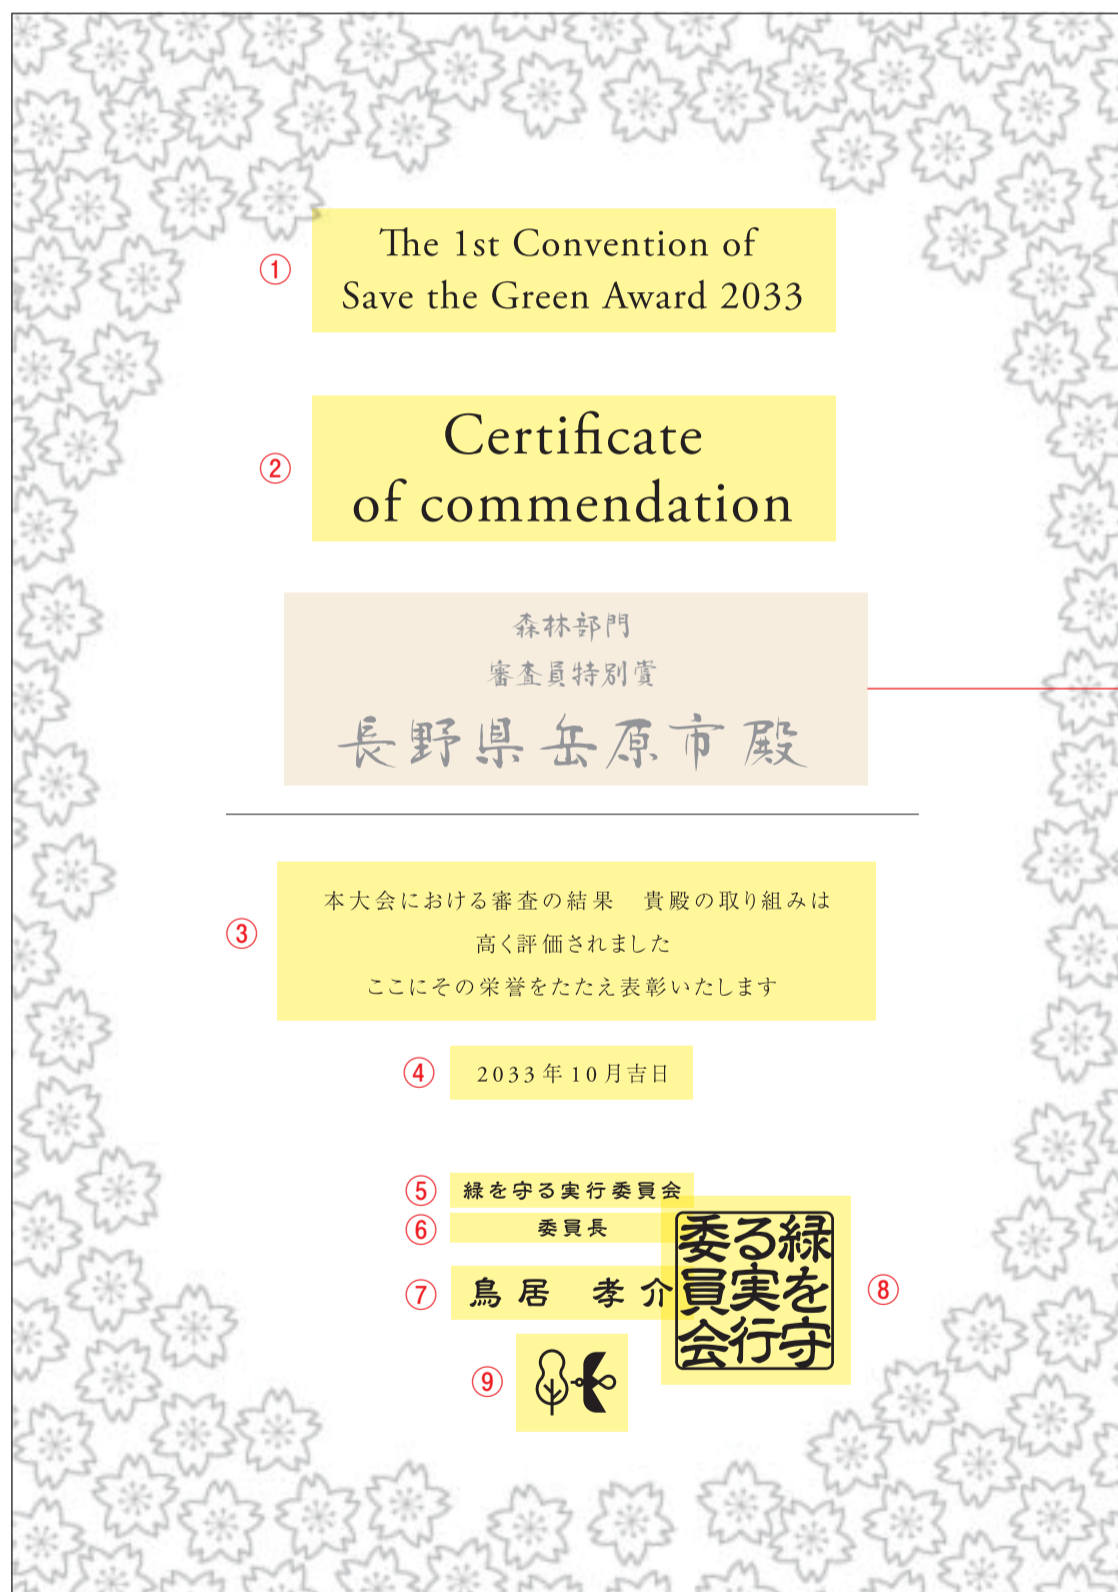 ①
The 1st Convention of
Save the Green Award 2033
②
Certificate
of commendation
森林部門
審査員特別賞
長野県岳原市殿
③
本大会における審査の結果　貴殿の取り組みは
高く評価されました
ここにその栄誉をたたえ表彰いたします
④
2033年10月吉日
⑤
緑を守る実行委員会
⑥
委員長
⑦
鳥居　孝介
⑧
緑を守
る実行
委員会
⑨